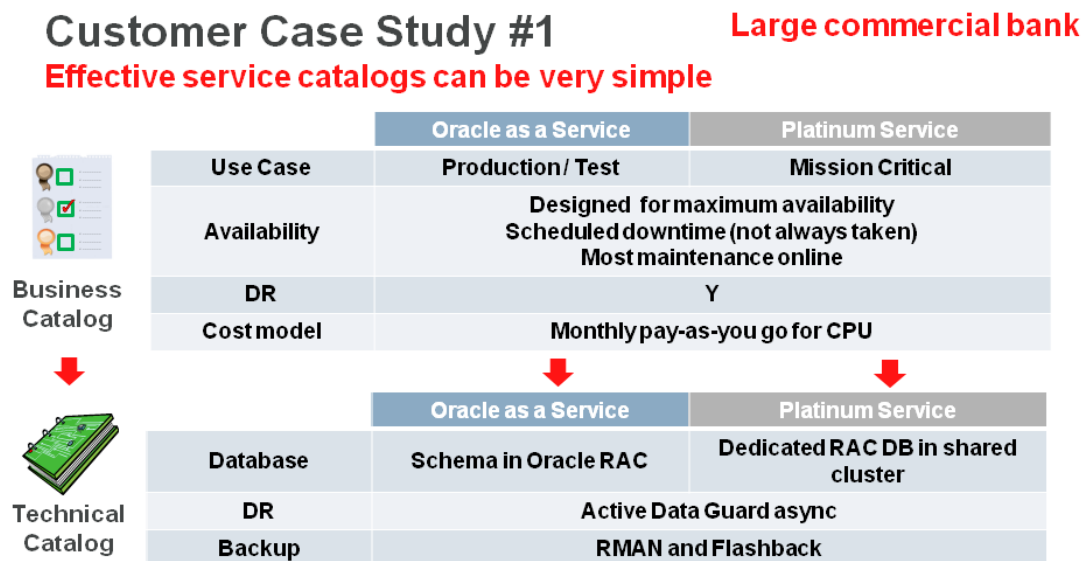 Customer Case Study #1
Large commercial bank
Effective service catalogs can be very simple
Oracle as a Service
Platinum Service
Use Case
Production / Test
Mission Critical
Availability
Designed for maximum availability
Scheduled downtime (not always taken)
Most maintenance online
DR
Y
Cost model
Monthly pay-as-you go for CPU
Business
Catalog
Oracle as a Service
Platinum Service
Database
Schema in Oracle RAC
Dedicated RAC DB in shared
cluster
DR
Active Data Guard async
Backup
RMAN and Flashback
Technical
Catalog